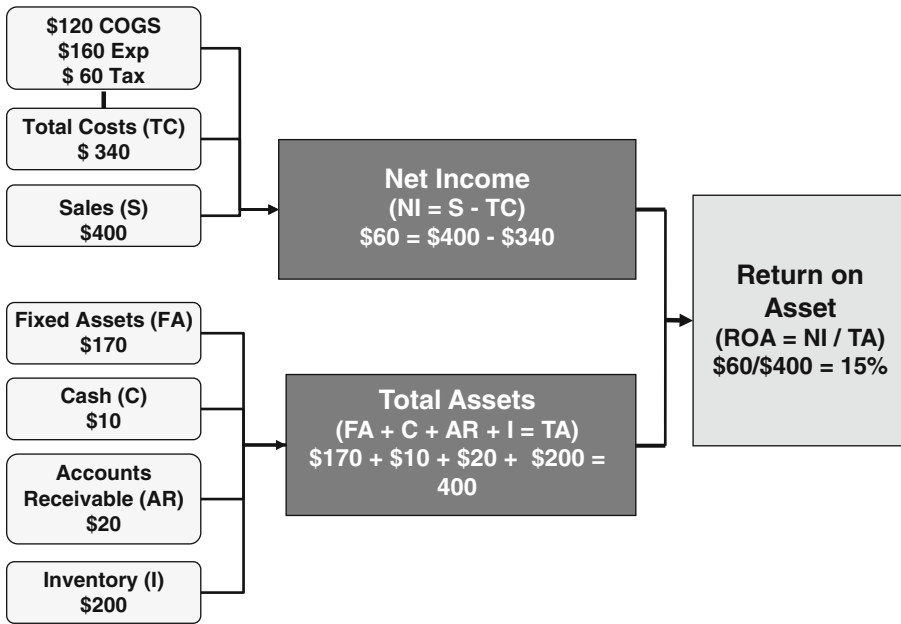 $120 COGS
$160 Exp
$ 60 Tax
Total Costs (TC)
$ 340
Sales (S)
$400
Net Income
(NI = S - TC)
$60 = $400 - $340
Fixed Assets (FA)
$170
Cash (C)
$10
Accounts
Receivable (AR)
$20
Inventory (I)
$200
Total Assets
(FA + C + AR + I = TA)
$170 + $10 + $20 + $200 =
400
Return on
Asset
(ROA = NI / TA)
$60/$400 = 15%